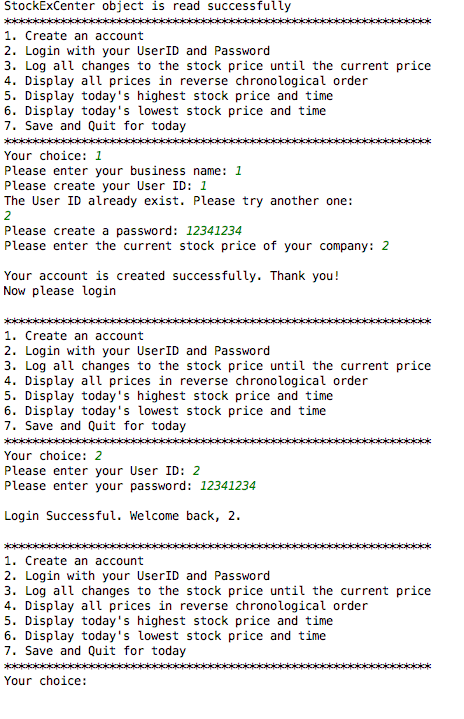 StockExCenter object is read successfully
*************************************************************
1. Create an account
2. Login with your UserID and Password
3. Log all changes to the stock price until the current price
4. Display all prices in reverse chronological order
5. Display today's highest stock price and time
6. Display today's lowest stock price and time
7. Save and Quit for today
*************************************************************
Your choice: 1
Please enter your business name: 1
Please create your User ID: 1
The User ID already exist. Please try another one:
2
Please create a password: 12341234
Please enter the current stock price of your company: 2
Your account is created successfully. Thank you!
Now please login
*************************************************************
1. Create an account
2. Login with your UserID and Password
3. Log all changes to the stock price until the current price
4. Display all prices in reverse chronological order
5. Display today's highest stock price and time
6. Display today's lowest stock price and time
7. Save and Quit for today
*************************************************************
Your choice: 2
Please enter your User ID: 2
Please enter your password: 12341234
Login Successful. Welcome back, 2.
*************************************************************
1. Create an account
2. Login with your UserID and Password
3. Log all changes to the stock price until the current price
4. Display all prices in reverse chronological order
5. Display today's highest stock price and time
6. Display today's lowest stock price and time
7. Save and Quit for today
*************************************************************
Your choice: